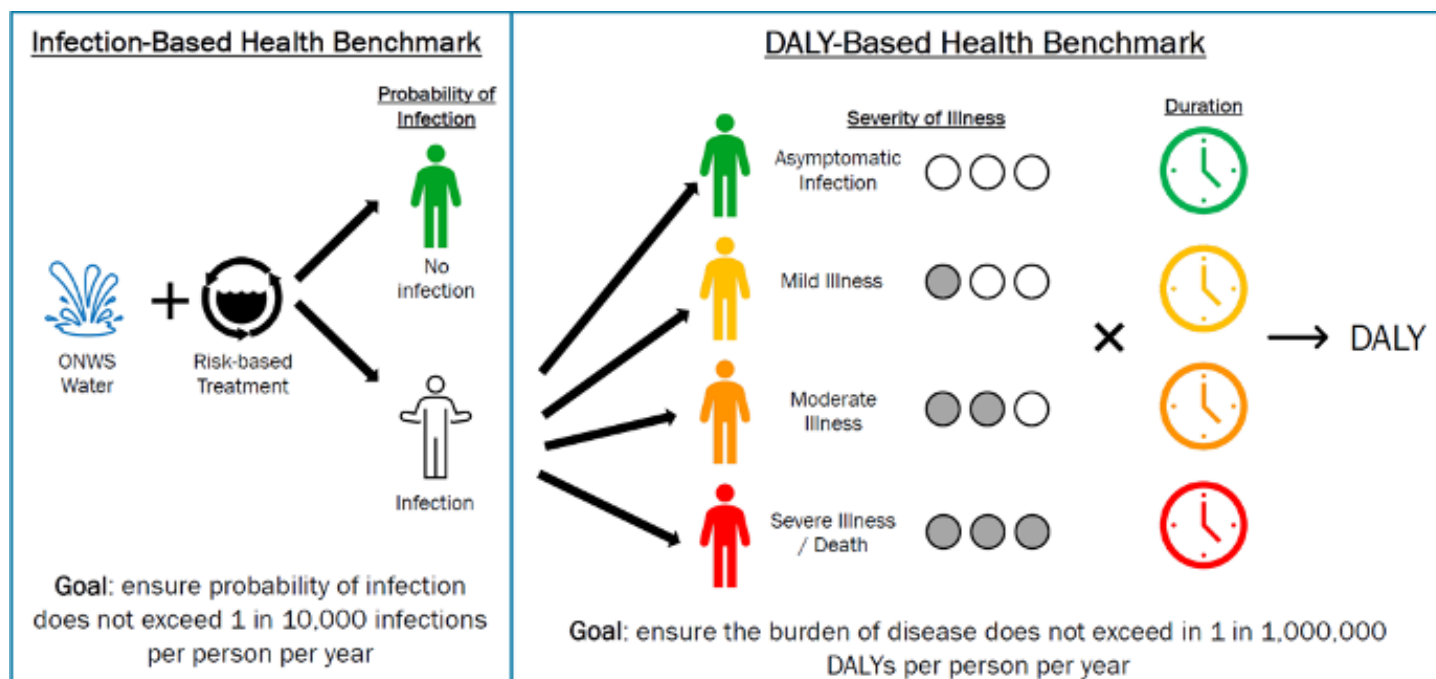 Infection-Based Health Benchmark
Probability of
Infection
No
infection
ONWS
Water
Risk-based
Treatment
Infection
Goal: ensure probability of infection
does not exceed 1 in 10,000 infections
per person per year
DALY-Based Health Benchmark
Severity of Illness
Duration
Asymptomatic
Infection
Mild Illness
Moderate
Illness
Severe Illness
/ Death
DALY
Goal: ensure the burden of disease does not exceed in 1 in 1,000,000
DALYs per person per year